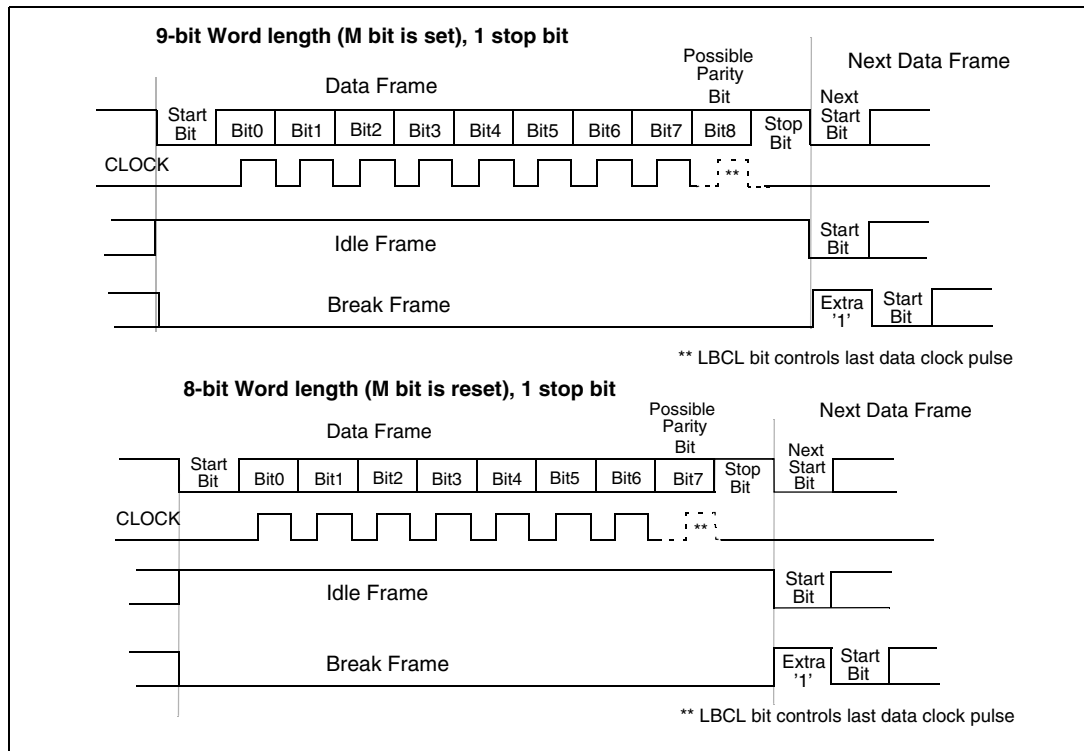 9-bit Word length (M bit is set), 1 stop bit
Possible
Parity
Bit
Next Data Frame
Data Frame
Start
Bit
Bit0 Bit1 Bit2 Bit3 Bit4 Bit5 Bit6 Bit7 Bit8
Stop
Bit
Next
Start
Bit
CLOCK
**
Idle Frame
Start
Bit
Break Frame
Extra
'1'
Start
Bit
** LBCL bit controls last data clock pulse
8-bit Word length (M bit is reset), 1 stop bit
Possible
Parity
Bit
Next Data Frame
Data Frame
Start
Bit
Bit0 Bit1 Bit2 Bit3 Bit4 Bit5 Bit6 Bit7
Stop
Bit
Next
Start
Bit
CLOCK
**
Idle Frame
Start
Bit
Break Frame
Extra
'1'
Start
Bit
** LBCL bit controls last data clock pulse